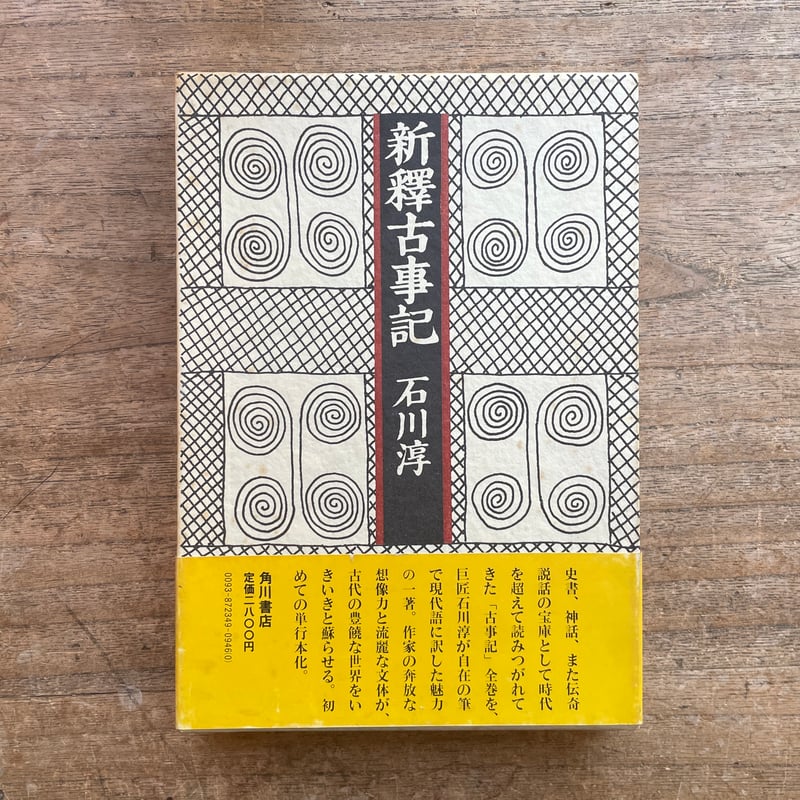 新釋古事記
石川淳
史書、神話、また伝奇
説話の宝庫として時代
を超えて読みつがれて
きた「古事記」全巻を、
巨匠石川淳が自在の筆
で現代語に訳した魅力
の一著。作家の奔放な
想像力と流麗な文体が、
古代の豊饒な世界をい
きいきと蘇らせる。初
めての単行本化。
角川書店
定価二八〇〇円
0093-872349-0946(0)